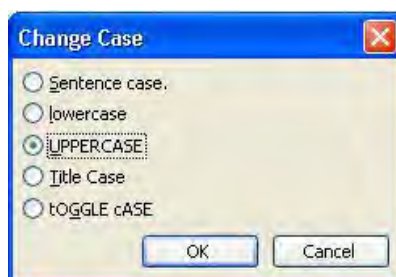 Change Case
Sentence case.
lowercase
UPPERCASE
Title Case
tOGGLE cASE
OK Cancel